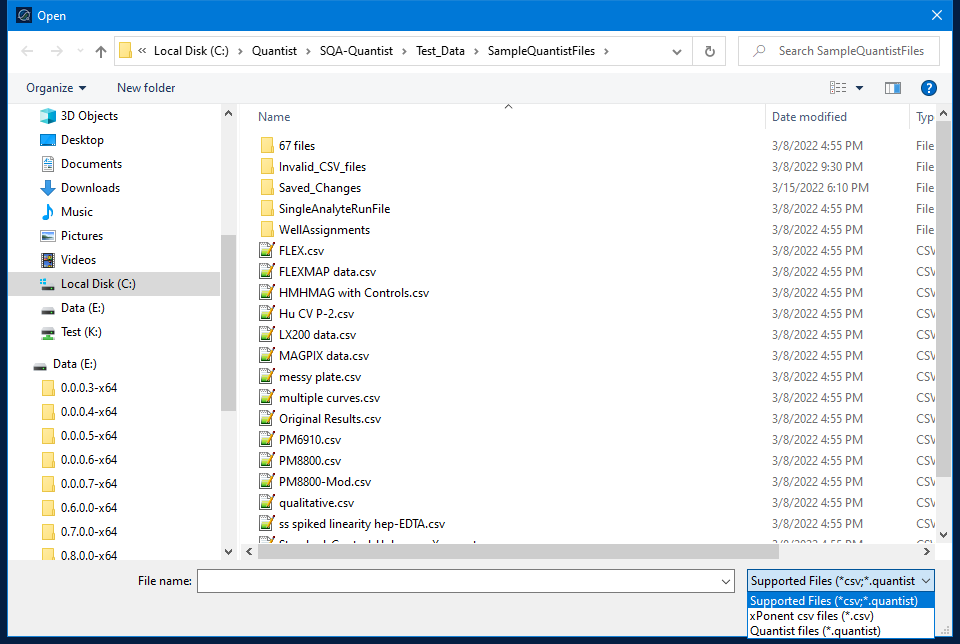 Open
« Local Disk (C:) › Quantist › SQA-Quantist › Test_Data › SampleQuantistFiles ›
Search SampleQuantistFiles
Organize
New folder
3D Objects
Desktop
Documents
Downloads
Music
Pictures
Videos
Local Disk (C:)
Data (E:)
Test (K:)
Data (E:)
0.0.0.3-x64
0.0.0.4-x64
0.0.0.5-x64
0.0.0.6-x64
0.0.0.7-x64
0.6.0.0-x64
0.7.0.0-x64
0.8.0.0-x64
Name Date modified Typ
67 files 3/8/2022 4:55 PM File
Invalid_CSV_files 3/8/2022 9:30 PM File
Saved_Changes 3/15/2022 6:10 PM File
SingleAnalyteRunFile 3/8/2022 4:55 PM File
WellAssignments 3/8/2022 4:55 PM File
FLEX.csv 3/8/2022 4:55 PM CSV
FLEXMAP data.csv 3/8/2022 4:55 PM CSV
HMHMAG with Controls.csv 3/8/2022 4:55 PM CSV
Hu CV P-2.csv 3/8/2022 4:55 PM CSV
LX200 data.csv 3/8/2022 4:55 PM CSV
MAGPIX data.csv 3/8/2022 4:55 PM CSV
messy plate.csv 3/8/2022 4:55 PM CSV
multiple curves.csv 3/8/2022 4:55 PM CSV
Original Results.csv 3/8/2022 4:55 PM CSV
PM6910.csv 3/8/2022 4:55 PM CSV
PM8800.csv 3/8/2022 4:55 PM CSV
PM8800-Mod.csv 3/8/2022 4:55 PM CSV
qualitative.csv 3/8/2022 4:55 PM CSV
ss spiked linearity hep-EDTA.csv 3/8/2022 4:55 PM CSV
File name:
Supported Files (*csv;*.quantist
Supported Files (*csv;*.quantist)
xPonent csv files (*.csv)
Quantist files (*.quantist)